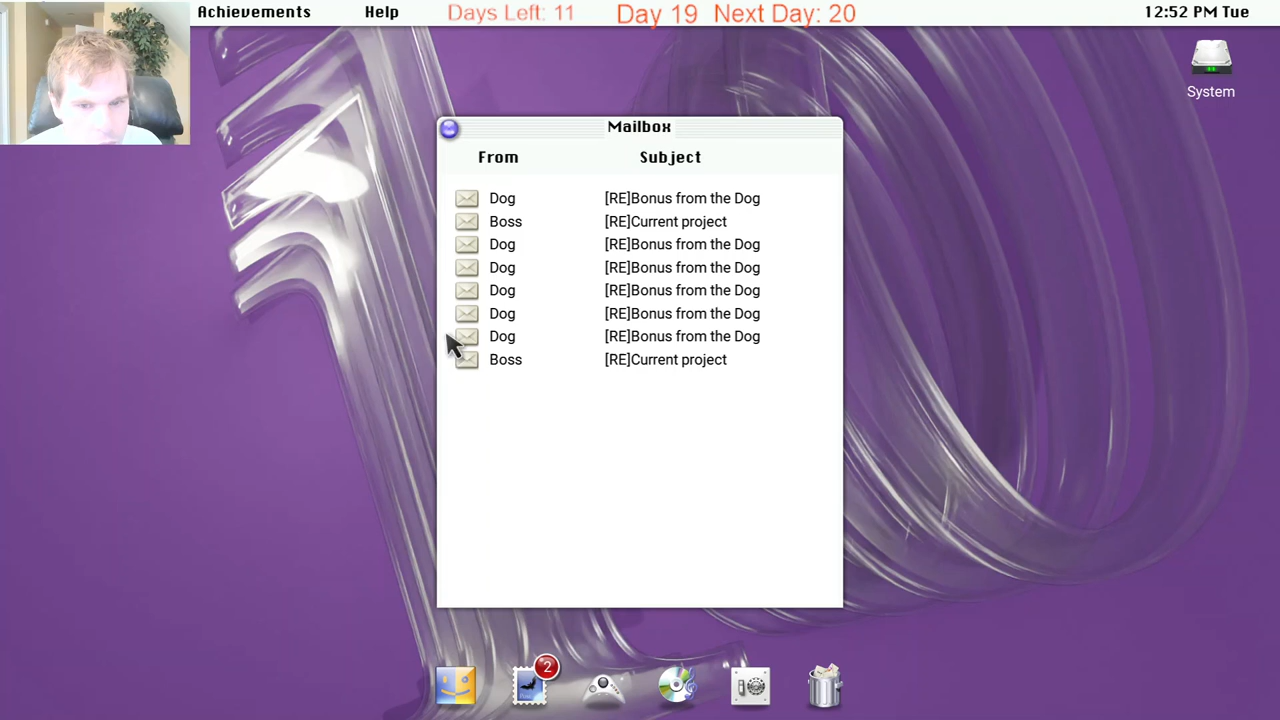 Achievements Help Days Left: 11 Day 19 Next Day: 20 12:52 PM Tue
System
Mailbox
From Subject
Dog [RE]Bonus from the Dog
Boss [RE]Current project
Dog [RE]Bonus from the Dog
Dog [RE]Bonus from the Dog
Dog [RE]Bonus from the Dog
Dog [RE]Bonus from the Dog
Dog [RE]Bonus from the Dog
Boss [RE]Current project
2